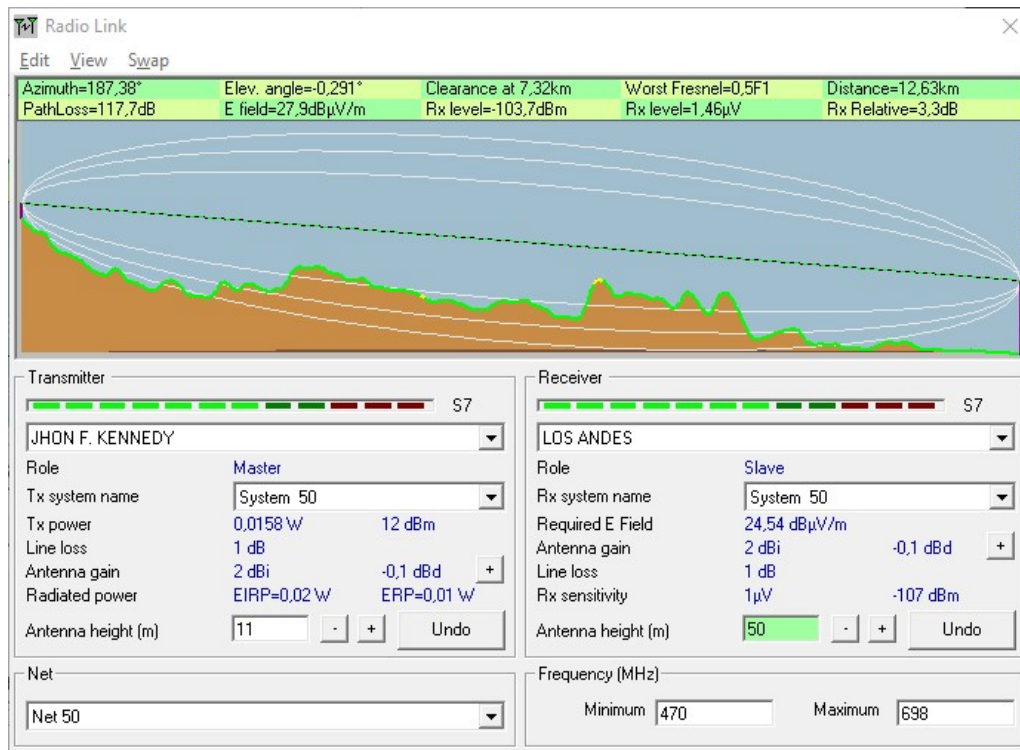 Radio Link
Edit View Swap
Azimuth=187,38° Elev. angle=-0,291° Clearance at 7,32km Worst Fresnel=0,5F1 Distance=12,63km
PathLoss=117,7dB E field=27,9dBµV/m Rx level=-103,7dBm Rx level=1,46µV Rx Relative=3,3dB
Transmitter
S7
JHON F. KENNEDY
Role Master
Tx system name System 50
Tx power 0,0158 W 12 dBm
Line loss 1 dB
Antenna gain 2 dBi -0,1 dBd +
Radiated power EIRP=0,02 W ERP=0,01 W
Antenna height (m) 11 - + Undo
Net
Net 50
Receiver
S7
LOS ANDES
Role Slave
Rx system name System 50
Required E Field 24,54 dBµV/m
Antenna gain 2 dBi -0,1 dBd +
Line loss 1 dB
Rx sensitivity 1µV -107 dBm
Antenna height (m) 50 - + Undo
Frequency (MHz)
Minimum 470 Maximum 698